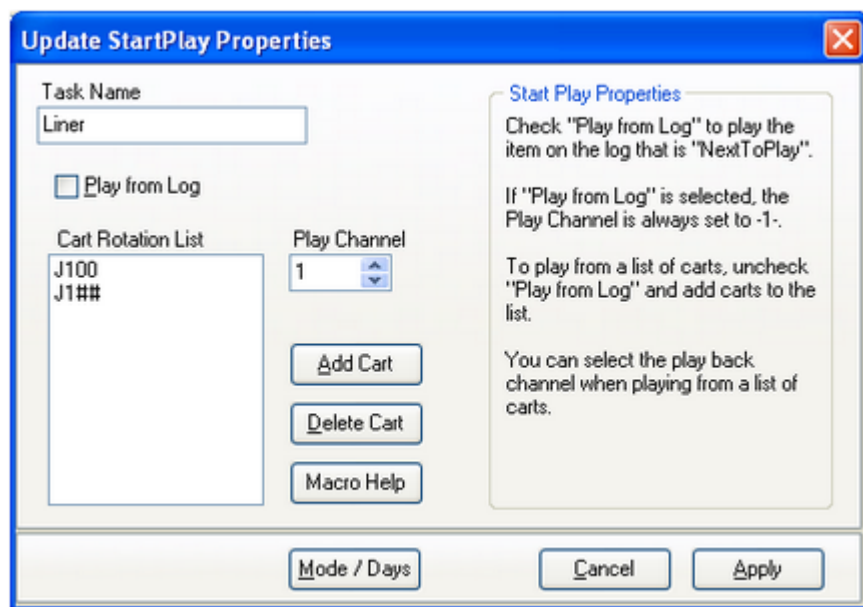 Update StartPlay Properties
Task Name
Liner
Play from Log
Cart Rotation List
J100
J1##
Play Channel
1
Add Cart
Delete Cart
Macro Help
Start Play Properties
Check "Play from Log" to play the
item on the log that is "NextToPlay".
If "Play from Log" is selected, the
Play Channel is always set to -1-.
To play from a list of carts, uncheck
"Play from Log" and add carts to the
list.
You can select the play back
channel when playing from a list of
carts.
Mode / Days
Cancel
Apply